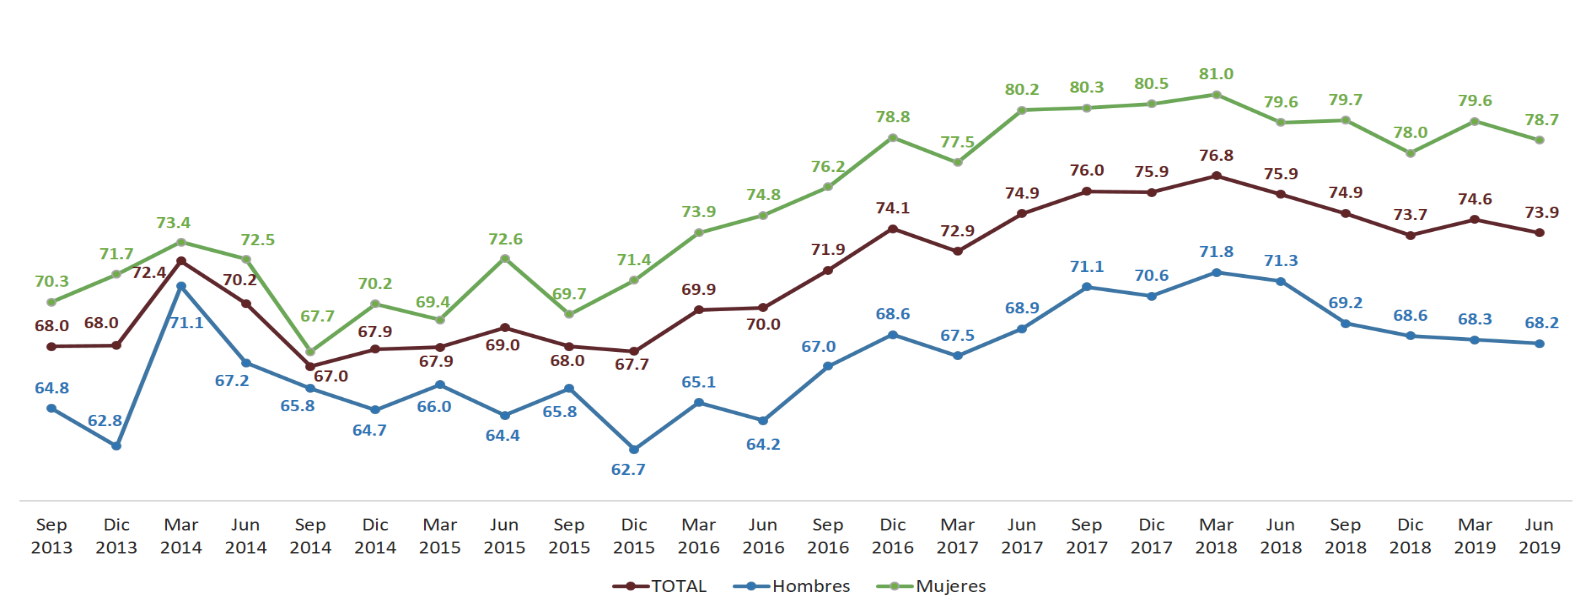 81.0
80.2 80.3 80.5 79.6 79.7 79.6
78.8 78.0 78.7
77.5
76.2 76.0 75.9 76.8 75.9
74.8 74.9 74.9 74.6
73.9 74.1 73.7 73.9
73.4 72.9
71.7 72.5 72.6 71.9
70.3 72.4 70.2 70.2 69.4 69.7 71.4 71.1 70.6 71.8 71.3
68.0 68.0 71.1 67.7 67.9 69.9 70.0 68.6 68.9 69.2 68.6 68.3 68.2
67.9 69.0 68.0 67.7 67.0 67.5
64.8 67.2 67.0 65.1
62.8 65.8 64.7 66.0 64.4 65.8 64.2
62.7
Sep Dic Mar Jun Sep Dic Mar Jun Sep Dic Mar Jun Sep Dic Mar Jun Sep Dic Mar Jun Sep Dic Mar Jun
2013 2013 2014 2014 2014 2014 2015 2015 2015 2015 2016 2016 2016 2016 2017 2017 2017 2017 2018 2018 2018 2018 2019 2019
TOTAL Hombres Mujeres